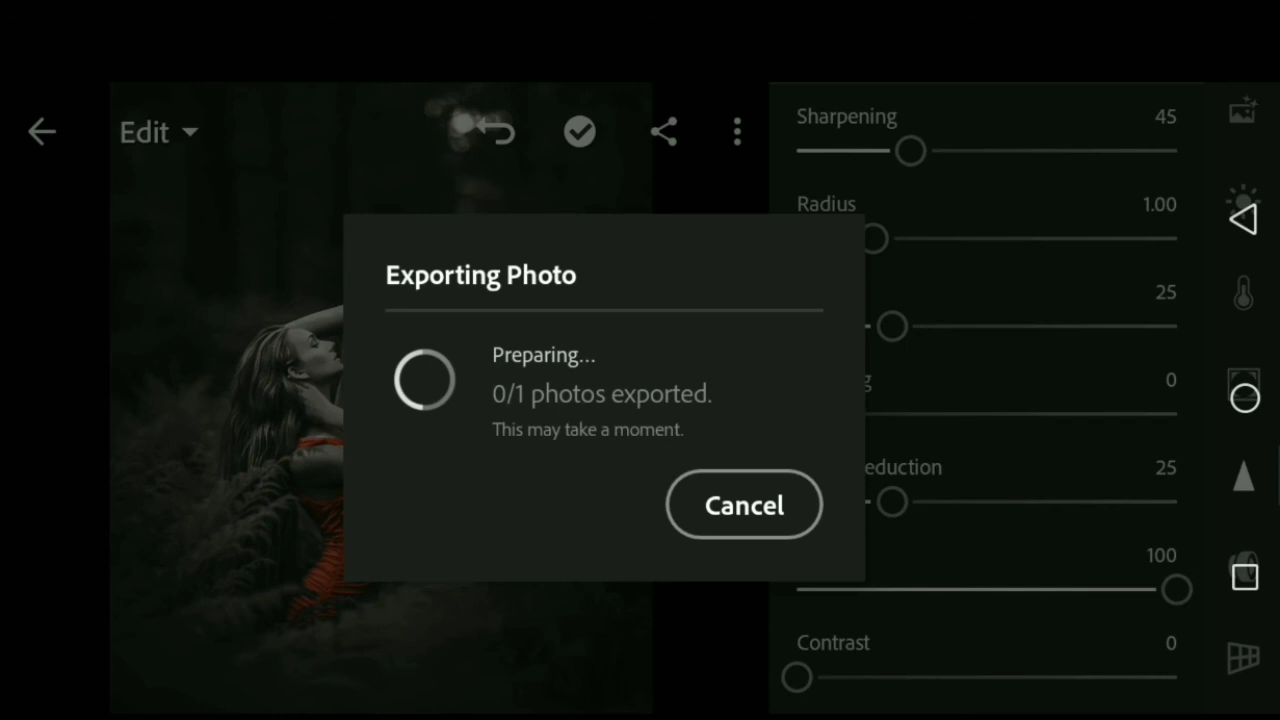 Edit
Sharpening 45
Radius 1.00
25
g 0
eduction 25
100
Contrast 0
Exporting Photo
Preparing...
0/1 photos exported.
This may take a moment.
Cancel